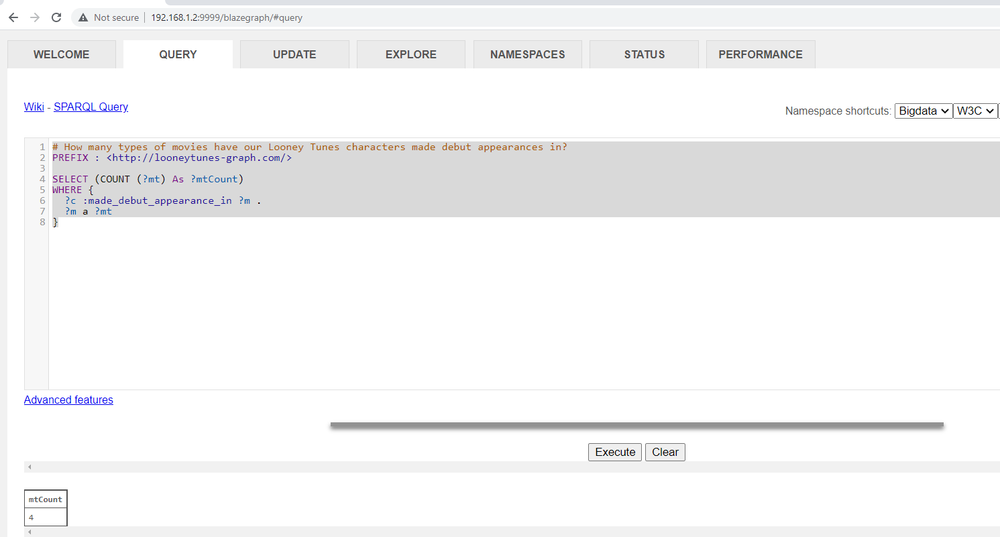 Not secure 192.168.1.2:9999/blazegraph/#query
WELCOME QUERY UPDATE EXPLORE NAMESPACES STATUS PERFORMANCE
Wiki - SPARQL Query
Namespace shortcuts: Bigdata W3C
1 # How many types of movies have our Looney Tunes characters made debut appearances in?
2 PREFIX : <http://looneytunes-graph.com/>
3
4 SELECT (COUNT (?mt) As ?mtCount)
5 WHERE {
6 ?c :made_debut_appearance_in ?m .
7 ?m a ?mt
8 }
Advanced features
Execute Clear
mtCount
4